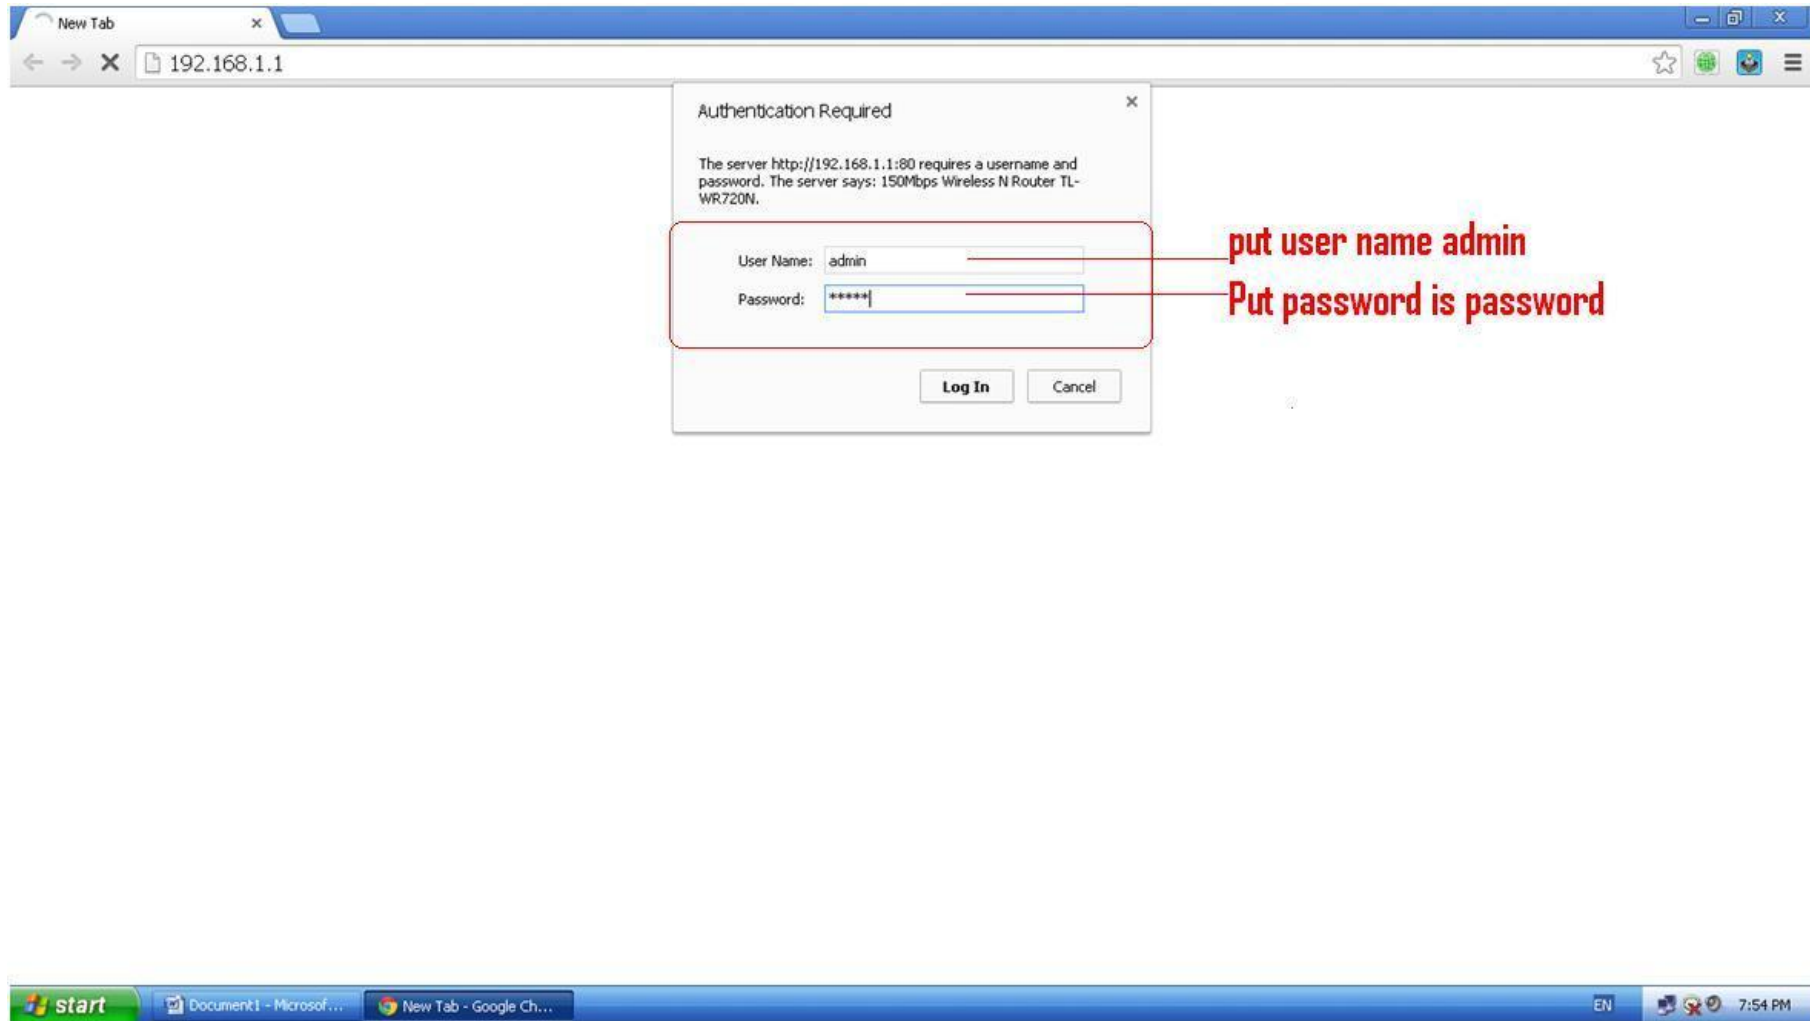 New Tab
192.168.1.1
Authentication Required
The server http://192.168.1.1:80 requires a username and
password. The server says: 150Mbps Wireless N Router TL-
WR720N.
User Name: admin
put user name admin
Password: *****
Put password is password
Log In Cancel
start Document1 - Microsof... New Tab - Google Ch... EN 7:54 PM